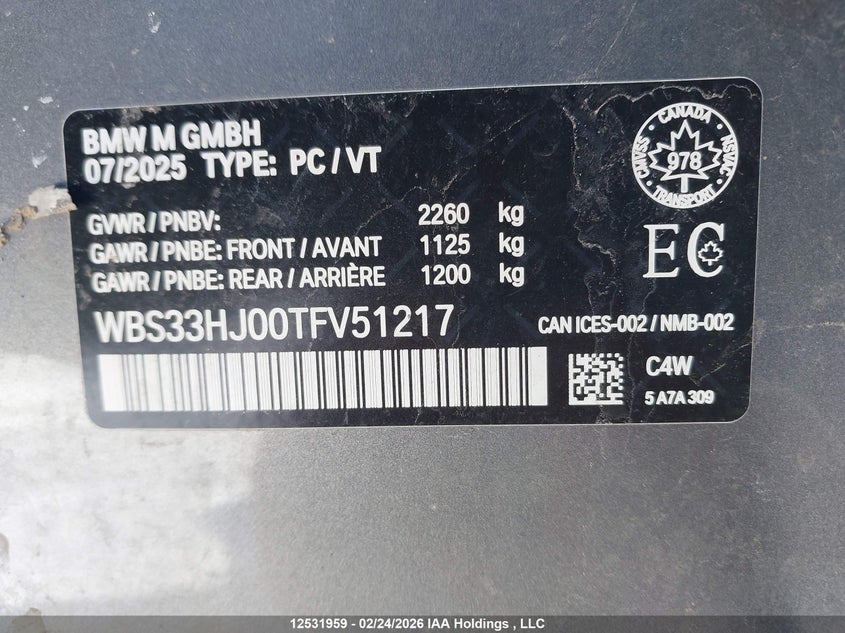 BMW M GMBH
07/2025 TYPE: PC / VT
GVWR / PNBV: 2260 kg
GAWR / PNBE: FRONT / AVANT 1125 kg
GAWR / PNBE: REAR / ARRIÈRE 1200 kg
WBS33HJ00TFV51217
CANADA
CMVSS 978 NSVAC
TRANSPORT
EC
CAN ICES-002 / NMB-002
C4W
5 A7A 309
12531959 - 02/24/2026 IAA Holdings , LLC